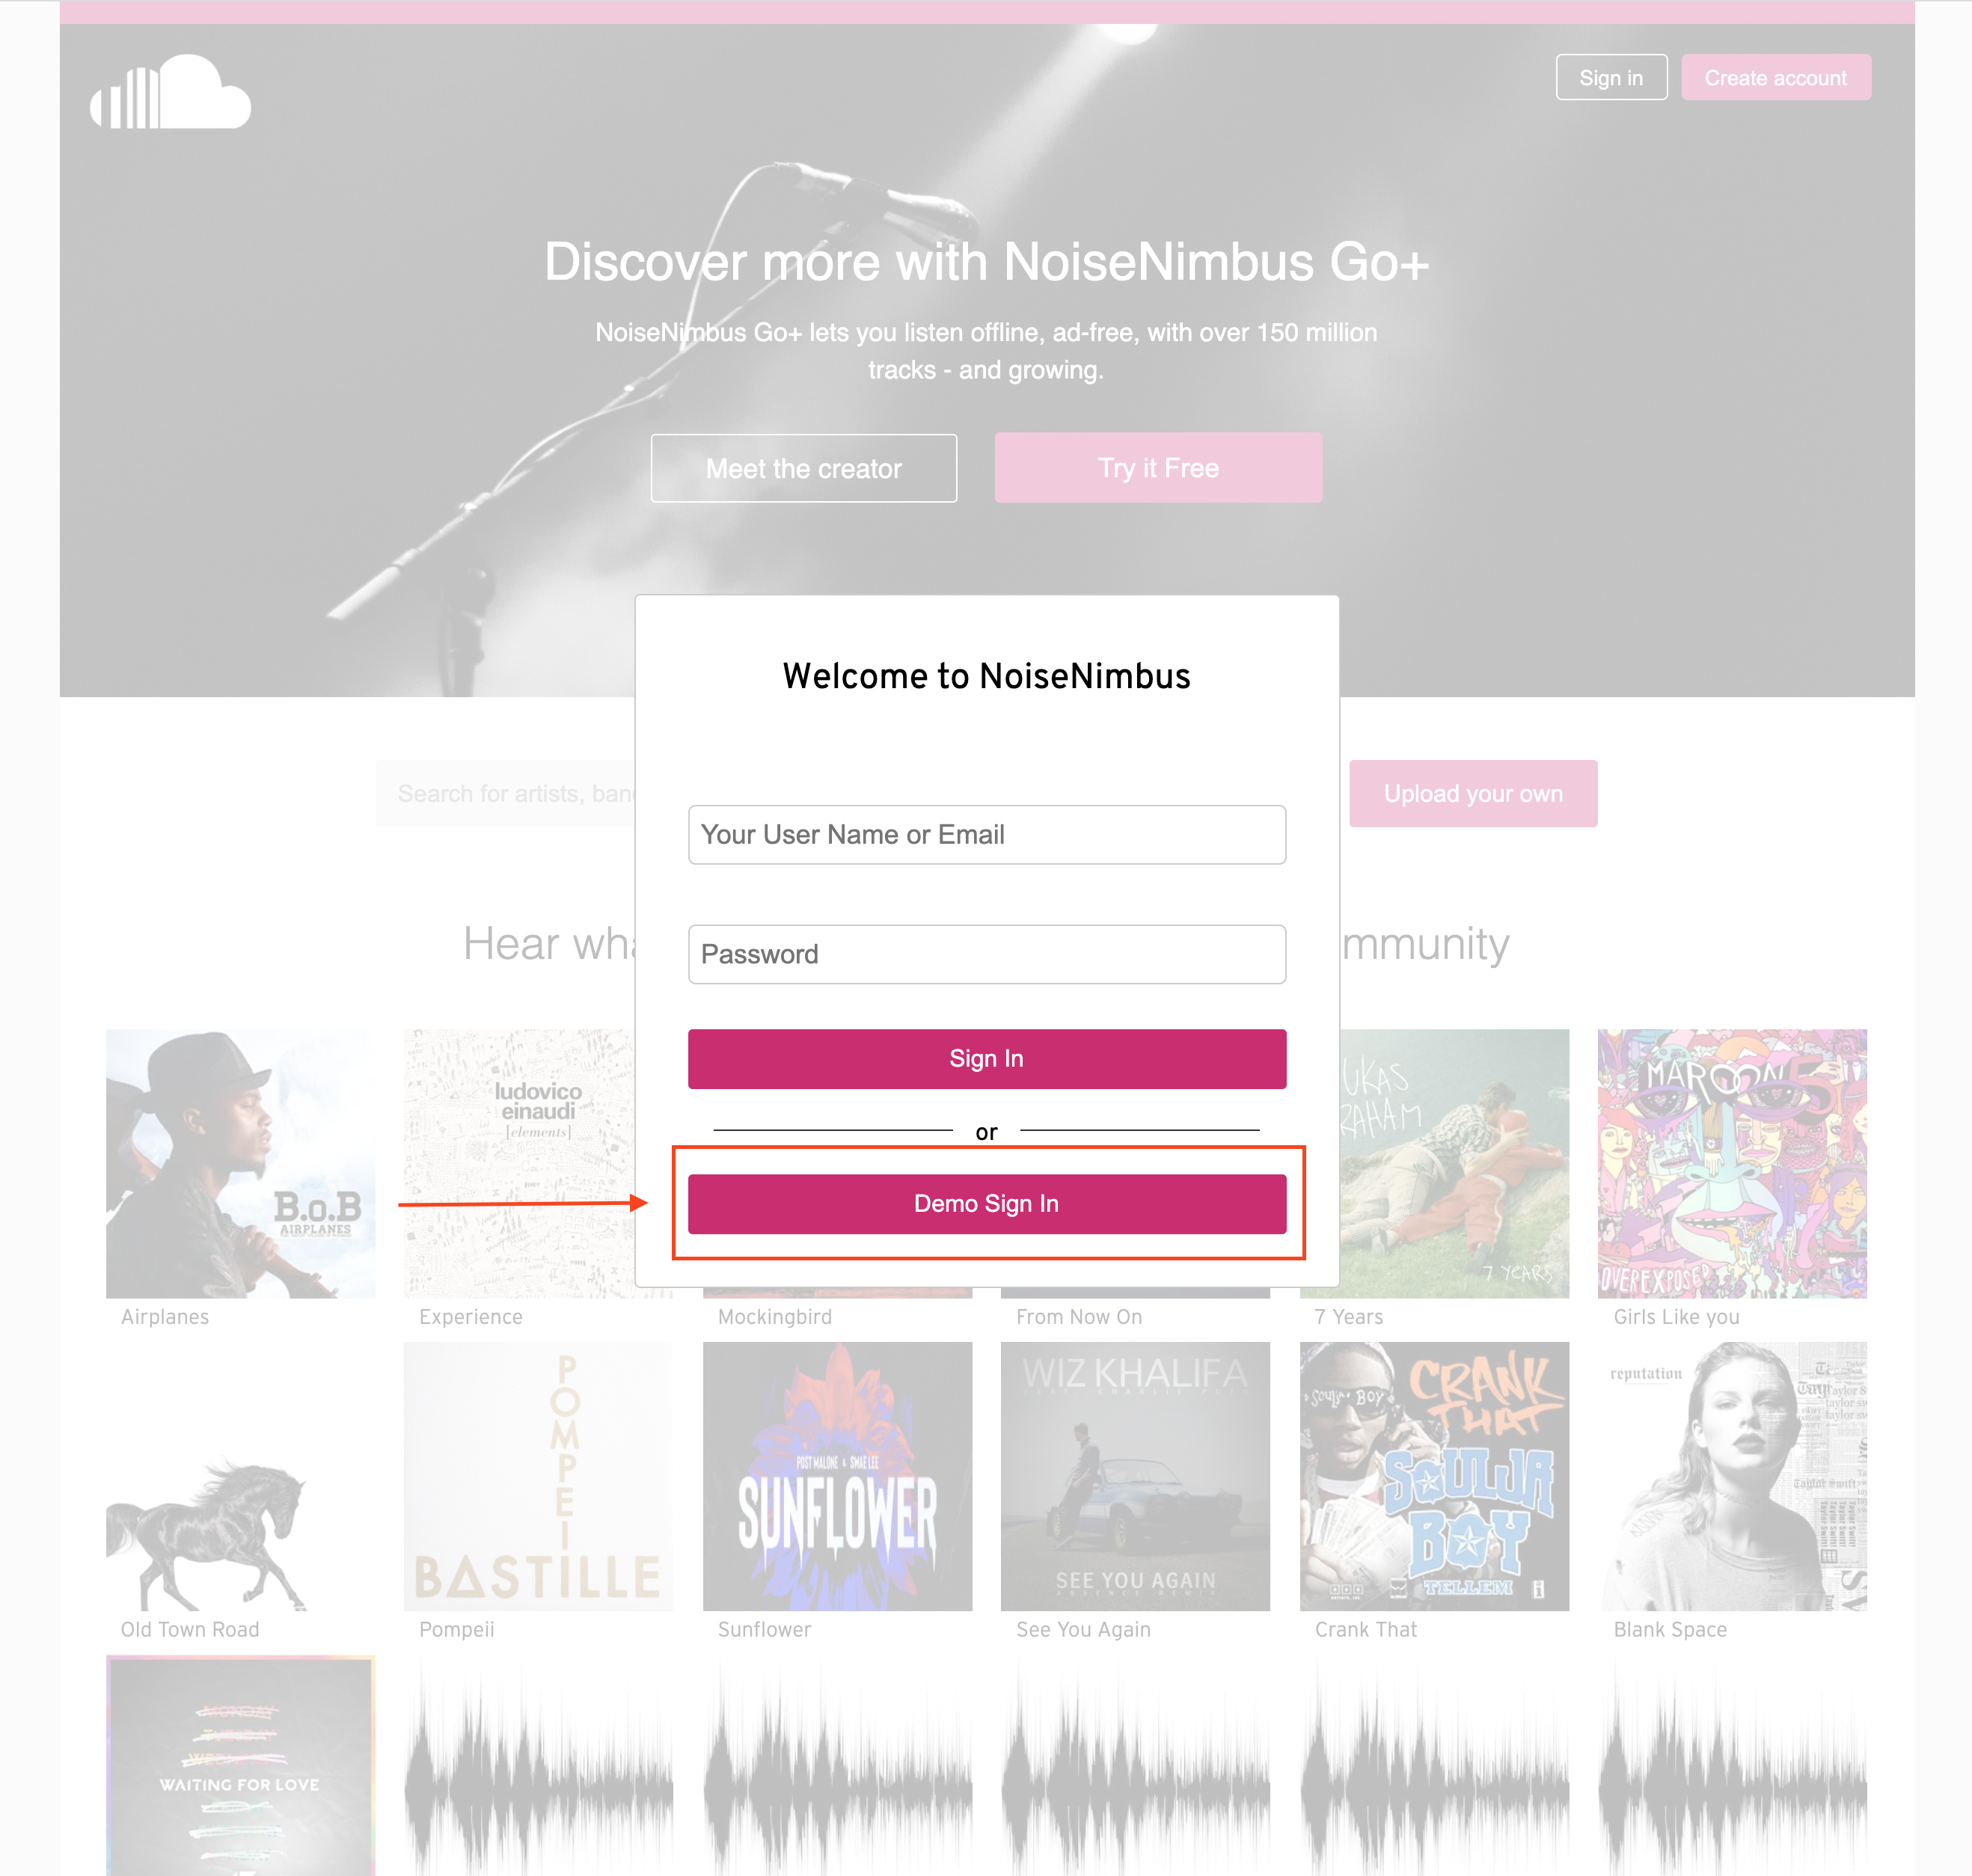 Sign in
Create account
Discover more with NoiseNimbus Go+
NoiseNimbus Go+ lets you listen offline, ad-free, with over 150 million
tracks - and growing.
Meet the creator
Try it Free
Welcome to NoiseNimbus
Search for artists,
Upload your own
Your User Name or Email
Hear
Password
Sign In
or
Demo Sign In
ludovico
einaudi
[elements]
B.o.B
AIRPLANES
7 YEARS
MAROON 5
OVEREXPOSED
Airplanes
Experience
Mockingbird
From Now On
7 Years
Girls Like you
POMPEII
BASTILLE
POST MALONE & SWAE LEE
SUNFLOWER
WIZ KHALIFA
SEE YOU AGAIN
SOULJA BOY
CRANK
THAT
SOULJA
BOY
TELLEM
reputation
Taylor Swift
Old Town Road
Pompeii
Sunflower
See You Again
Crank That
Blank Space
MONDAY
TUESDAY
WEDNESDAY
WAITING FOR LOVE